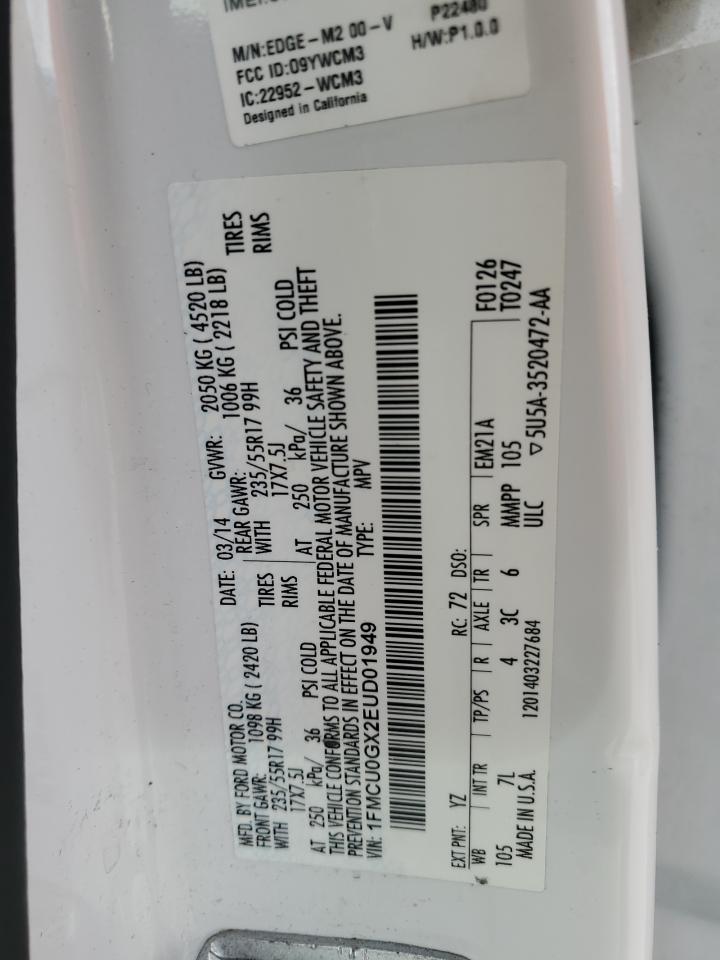 M/N:EDGE-M2 00-V P22480
FCC ID:O9YWCM3 H/W:P1.0.0
IC:22952-WCM3
Designed in California
MFD. BY FORD MOTOR CO. DATE: 03/14 GVWR: 2050 KG ( 4520 LB)
FRONT GAWR: 1098 KG ( 2420 LB) REAR GAWR: 1006 KG ( 2218 LB)
WITH 235/55R17 99H TIRES WITH 235/55R17 99H TIRES
17X7.5J RIMS 17X7.5J RIMS
AT 250 kPa/ 36 PSI COLD AT 250 kPa/ 36 PSI COLD
THIS VEHICLE CONFORMS TO ALL APPLICABLE FEDERAL MOTOR VEHICLE SAFETY AND THEFT
PREVENTION STANDARDS IN EFFECT ON THE DATE OF MANUFACTURE SHOWN ABOVE.
VIN: 1FMCU0GX2EUD01949 TYPE: MPV
EXT PNT: YZ RC: 72 DSO: F0126
WB INT TR TP/PS R AXLE TR SPR EM21A T0247
105 7L 4 3C 6 MMPP 105
MADE IN U.S.A. 1201403227684 ULC ▽5U5A-3520472-AA